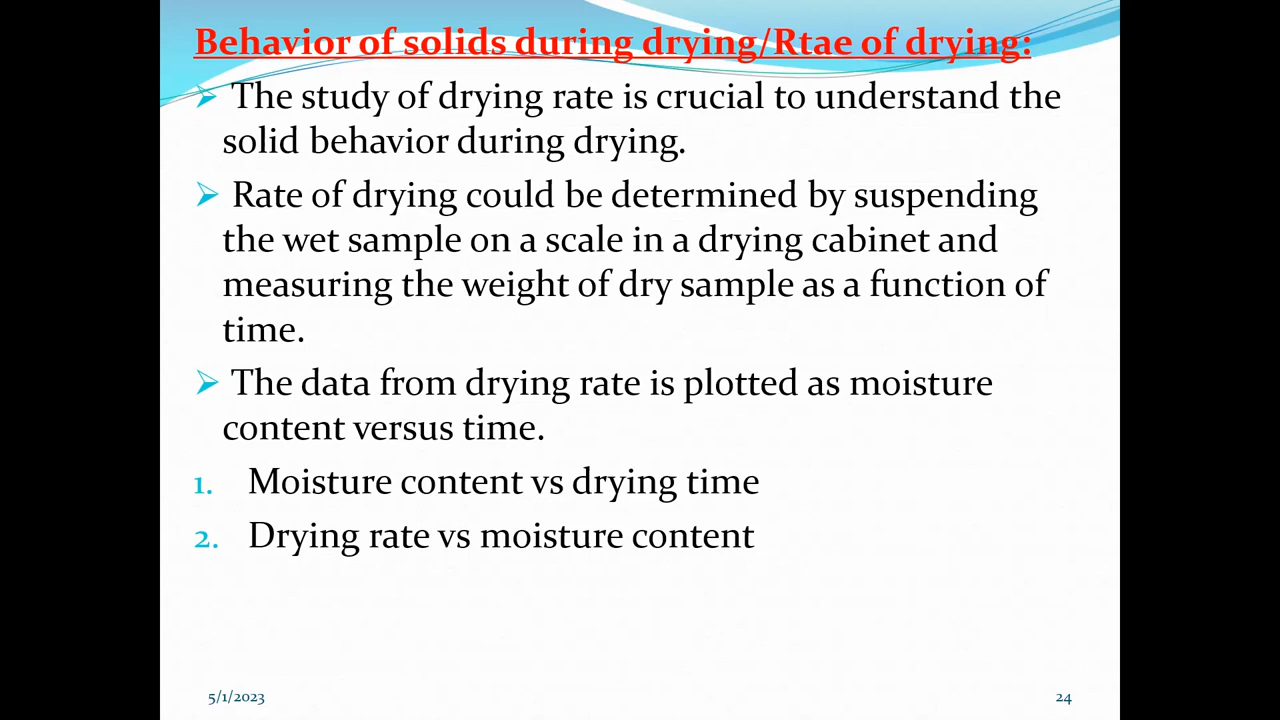 Behavior of solids during drying/Rtae of drying:
➢ The study of drying rate is crucial to understand the
solid behavior during drying.
➢ Rate of drying could be determined by suspending
the wet sample on a scale in a drying cabinet and
measuring the weight of dry sample as a function of
time.
➢ The data from drying rate is plotted as moisture
content versus time.
1. Moisture content vs drying time
2. Drying rate vs moisture content
5/1/2023 24